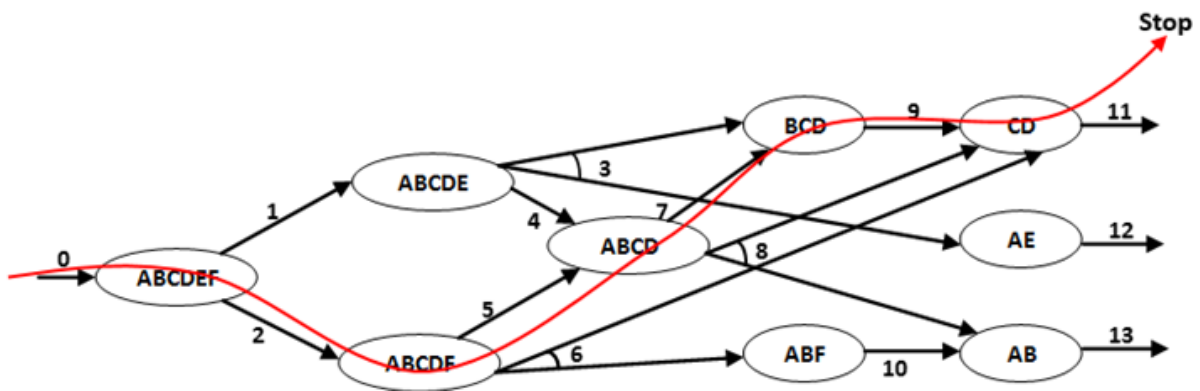 Stop
BCD
9
CD
11
3
ABCDE
1
4
7
ABCD
AE
12
0
ABCDEF
8
5
2
6
ABCDF
ABF
10
AB
13